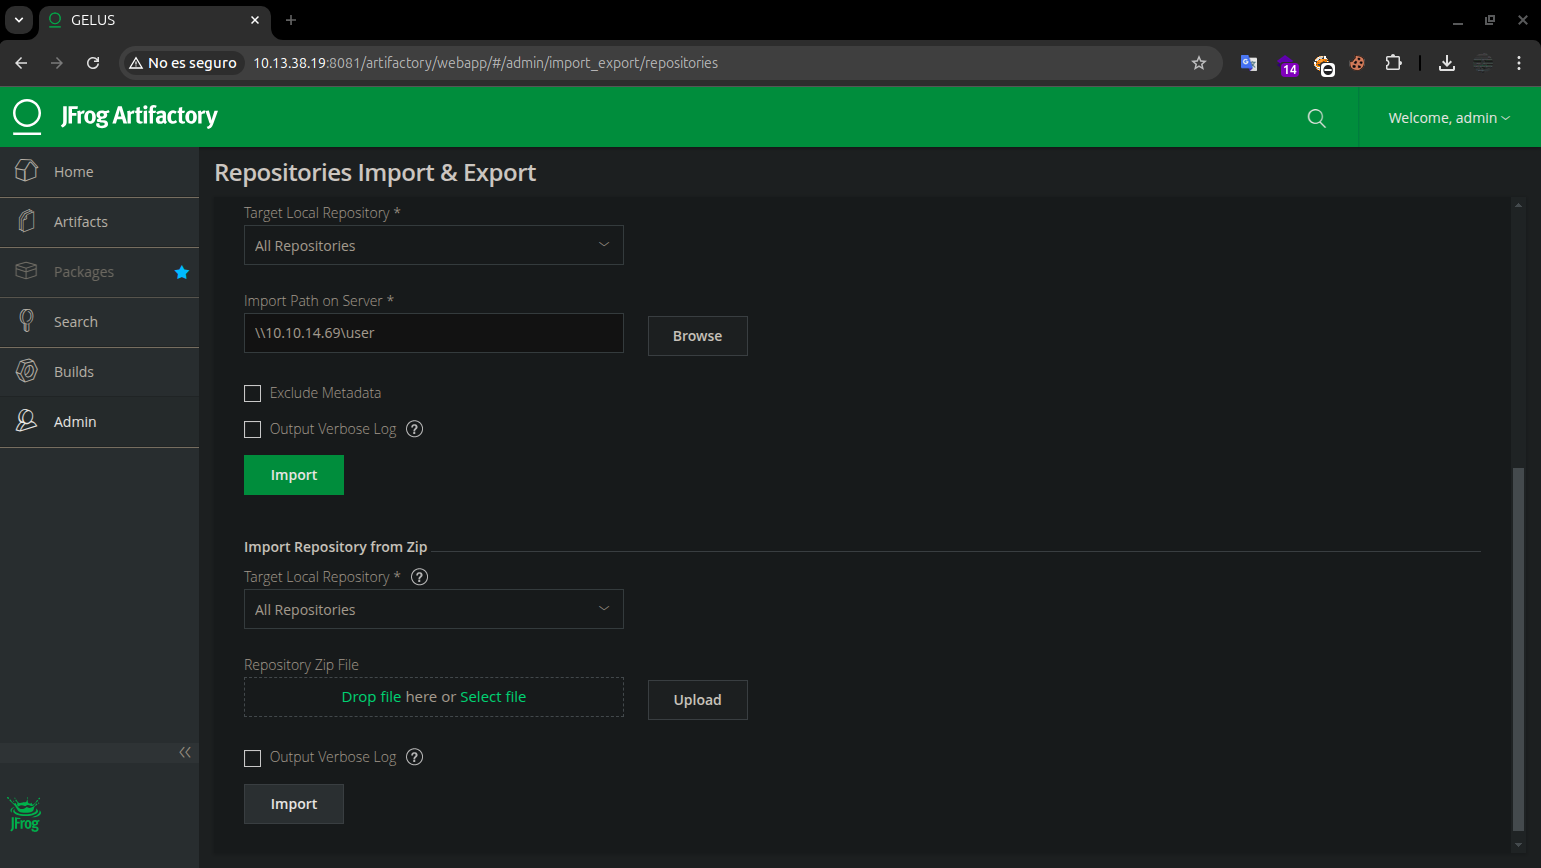 GELUS
No es seguro
10.13.38.19:8081/artifactory/webapp/#/admin/import_export/repositories
14
JFrog Artifactory
Welcome, admin
Home
Artifacts
Packages
Search
Builds
Admin
JFrog
Repositories Import & Export
Target Local Repository *
All Repositories
Import Path on Server *
\\10.10.14.69\user
Browse
Exclude Metadata
Output Verbose Log ?
Import
Import Repository from Zip
Target Local Repository * ?
All Repositories
Repository Zip File
Drop file here or Select file
Upload
Output Verbose Log ?
Import